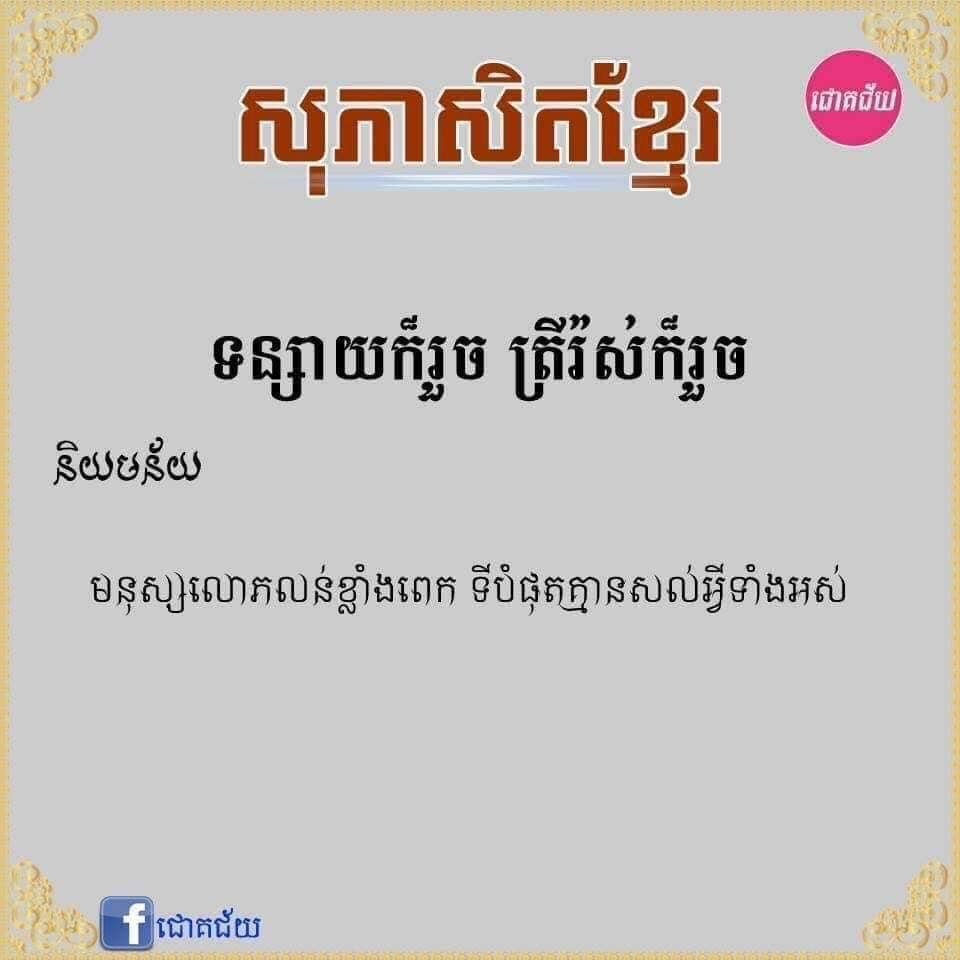 សុភាសិតខ្មែរ
ជោគជ័យ
ទន្សាយក៏រួច ត្រីរ៉ស់ក៏រួច
និយមន័យ
មនុស្សលោភលន់ខ្លាំងពេក ទីបំផុតគ្មានសល់អ្វីទាំងអស់
f ជោគជ័យ